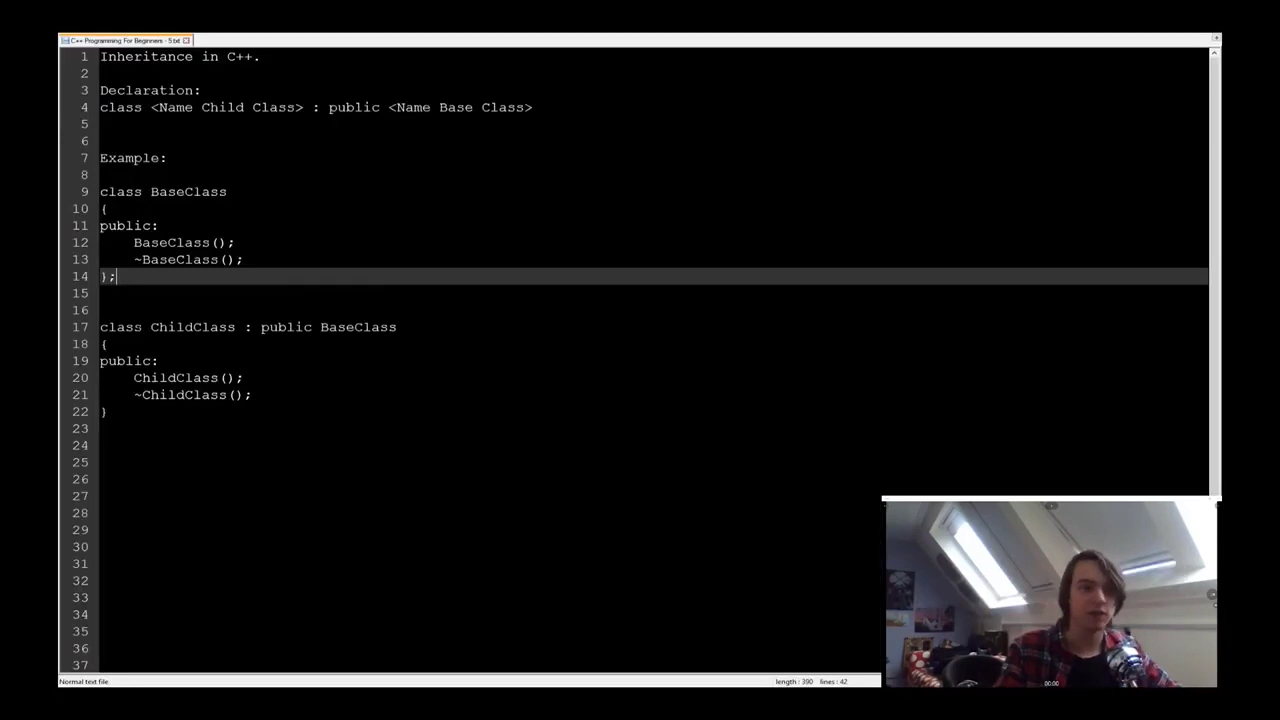 C++ Programming For Beginners - 5.txt
1 Inheritance in C++.
2
3 Declaration:
4 class <Name Child Class> : public <Name Base Class>
5
6
7 Example:
8
9 class BaseClass
10 {
11 public:
12 BaseClass();
13 ~BaseClass();
14 };
15
16
17 class ChildClass : public BaseClass
18 {
19 public:
20 ChildClass();
21 ~ChildClass();
22 }
23
24
25
26
27
28
29
30
31
32
33
34
35
36
37
00:00
Normal text file length : 390 lines : 42